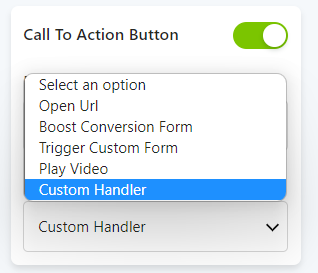 Call To Action Button
Select an option
Open Url
Boost Conversion Form
Trigger Custom Form
Play Video
Custom Handler
Custom Handler